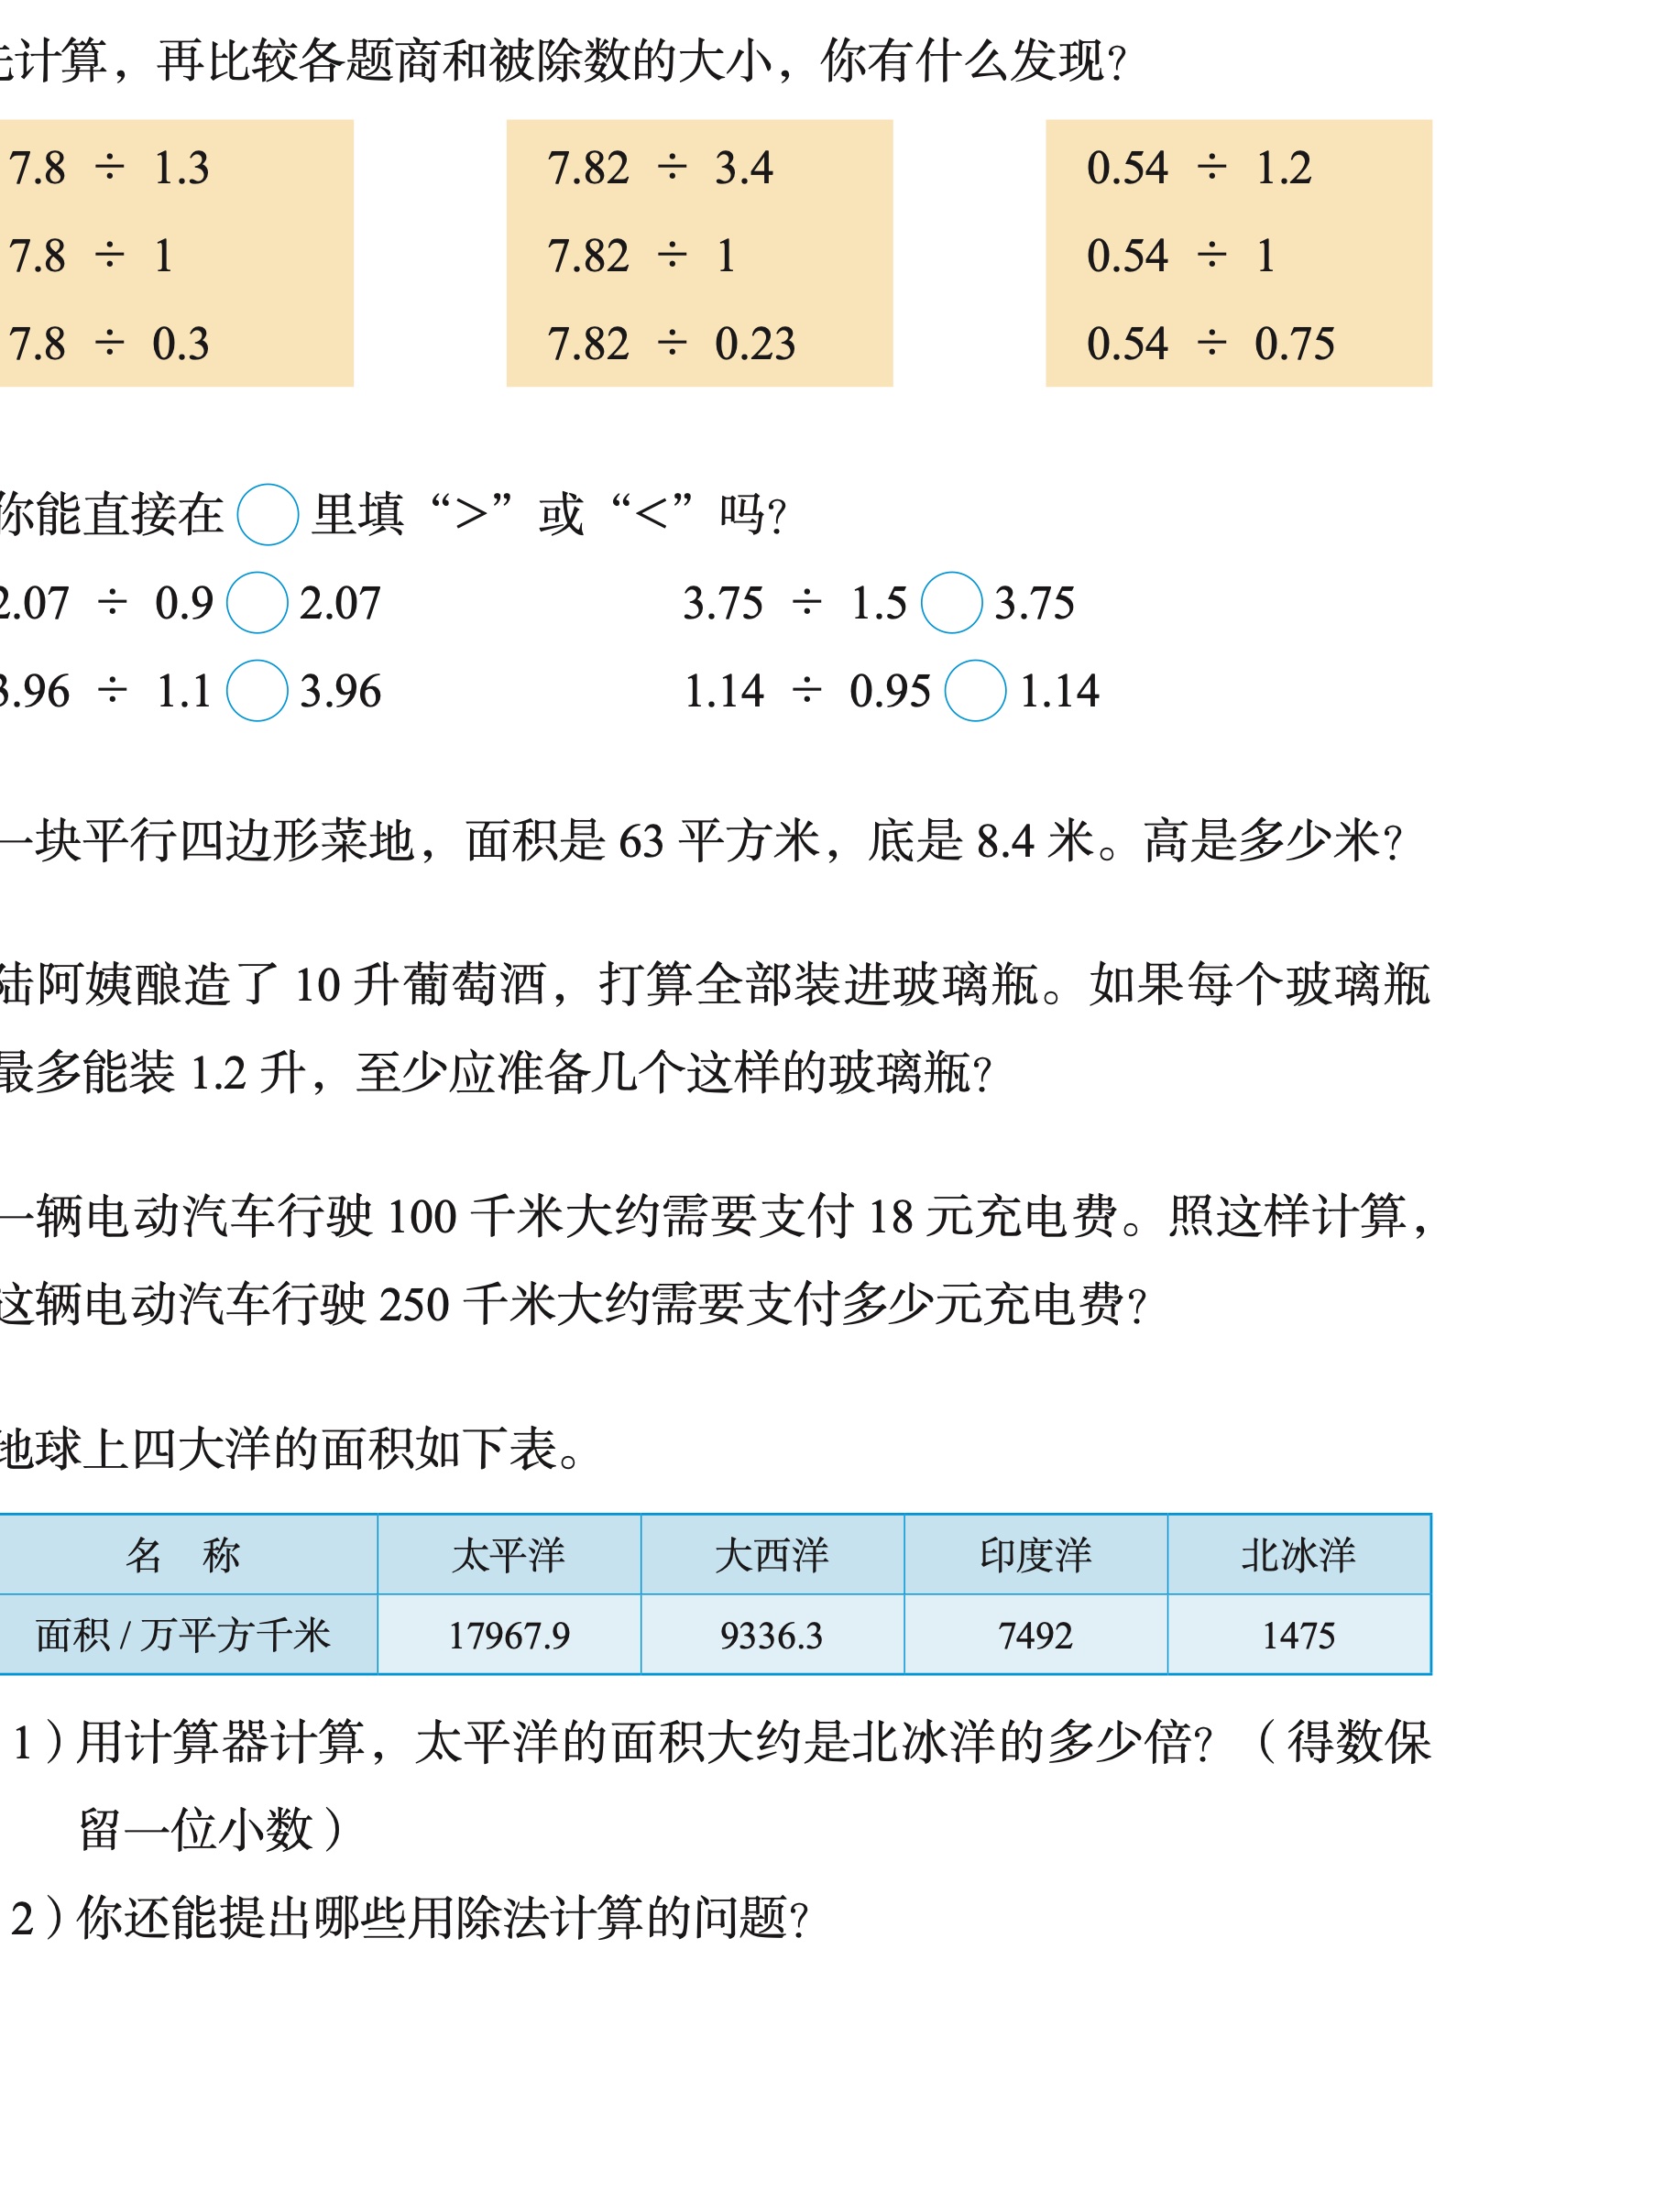 先计算，再比较各题商和被除数的大小，你有什么发现？
7.8 ÷ 1.3
7.8 ÷ 1
7.8 ÷ 0.3
7.82 ÷ 3.4
7.82 ÷ 1
7.82 ÷ 0.23
0.54 ÷ 1.2
0.54 ÷ 1
0.54 ÷ 0.75
你能直接在○里填“>”或“<”吗？
2.07 ÷ 0.9○2.07 3.75 ÷ 1.5○3.75
3.96 ÷ 1.1○3.96 1.14 ÷ 0.95○1.14
一块平行四边形菜地，面积是 63 平方米，底是 8.4 米。高是多少米？
陆阿姨酿造了 10 升葡萄酒，打算全部装进玻璃瓶。如果每个玻璃瓶
最多能装 1.2 升，至少应准备几个这样的玻璃瓶？
一辆电动汽车行驶 100 千米大约需要支付 18 元充电费。照这样计算，
这辆电动汽车行驶 250 千米大约需要支付多少元充电费？
地球上四大洋的面积如下表。
名 称 太平洋 大西洋 印度洋 北冰洋
面积 / 万平方千米 17967.9 9336.3 7492 1475
1）用计算器计算，太平洋的面积大约是北冰洋的多少倍？（得数保
留一位小数）
2）你还能提出哪些用除法计算的问题？